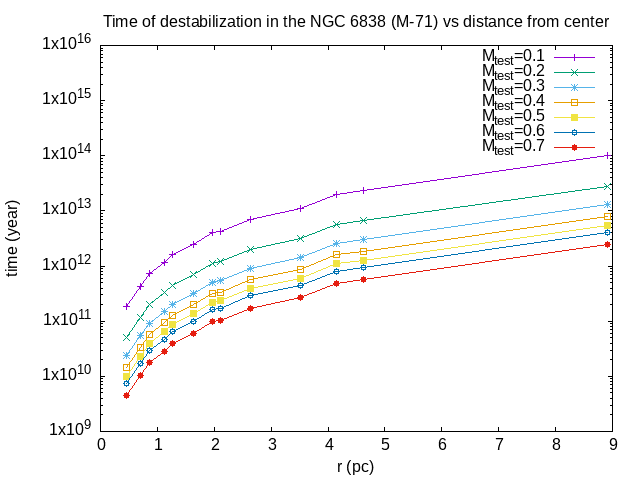 Time of destabilization in the NGC 6838 (M-71) vs distance from center
1x10^16
1x10^15
1x10^14
1x10^13
1x10^12
1x10^11
1x10^10
1x10^9
time (year)
M_test=0.1
M_test=0.2
M_test=0.3
M_test=0.4
M_test=0.5
M_test=0.6
M_test=0.7
0 1 2 3 4 5 6 7 8 9
r (pc)